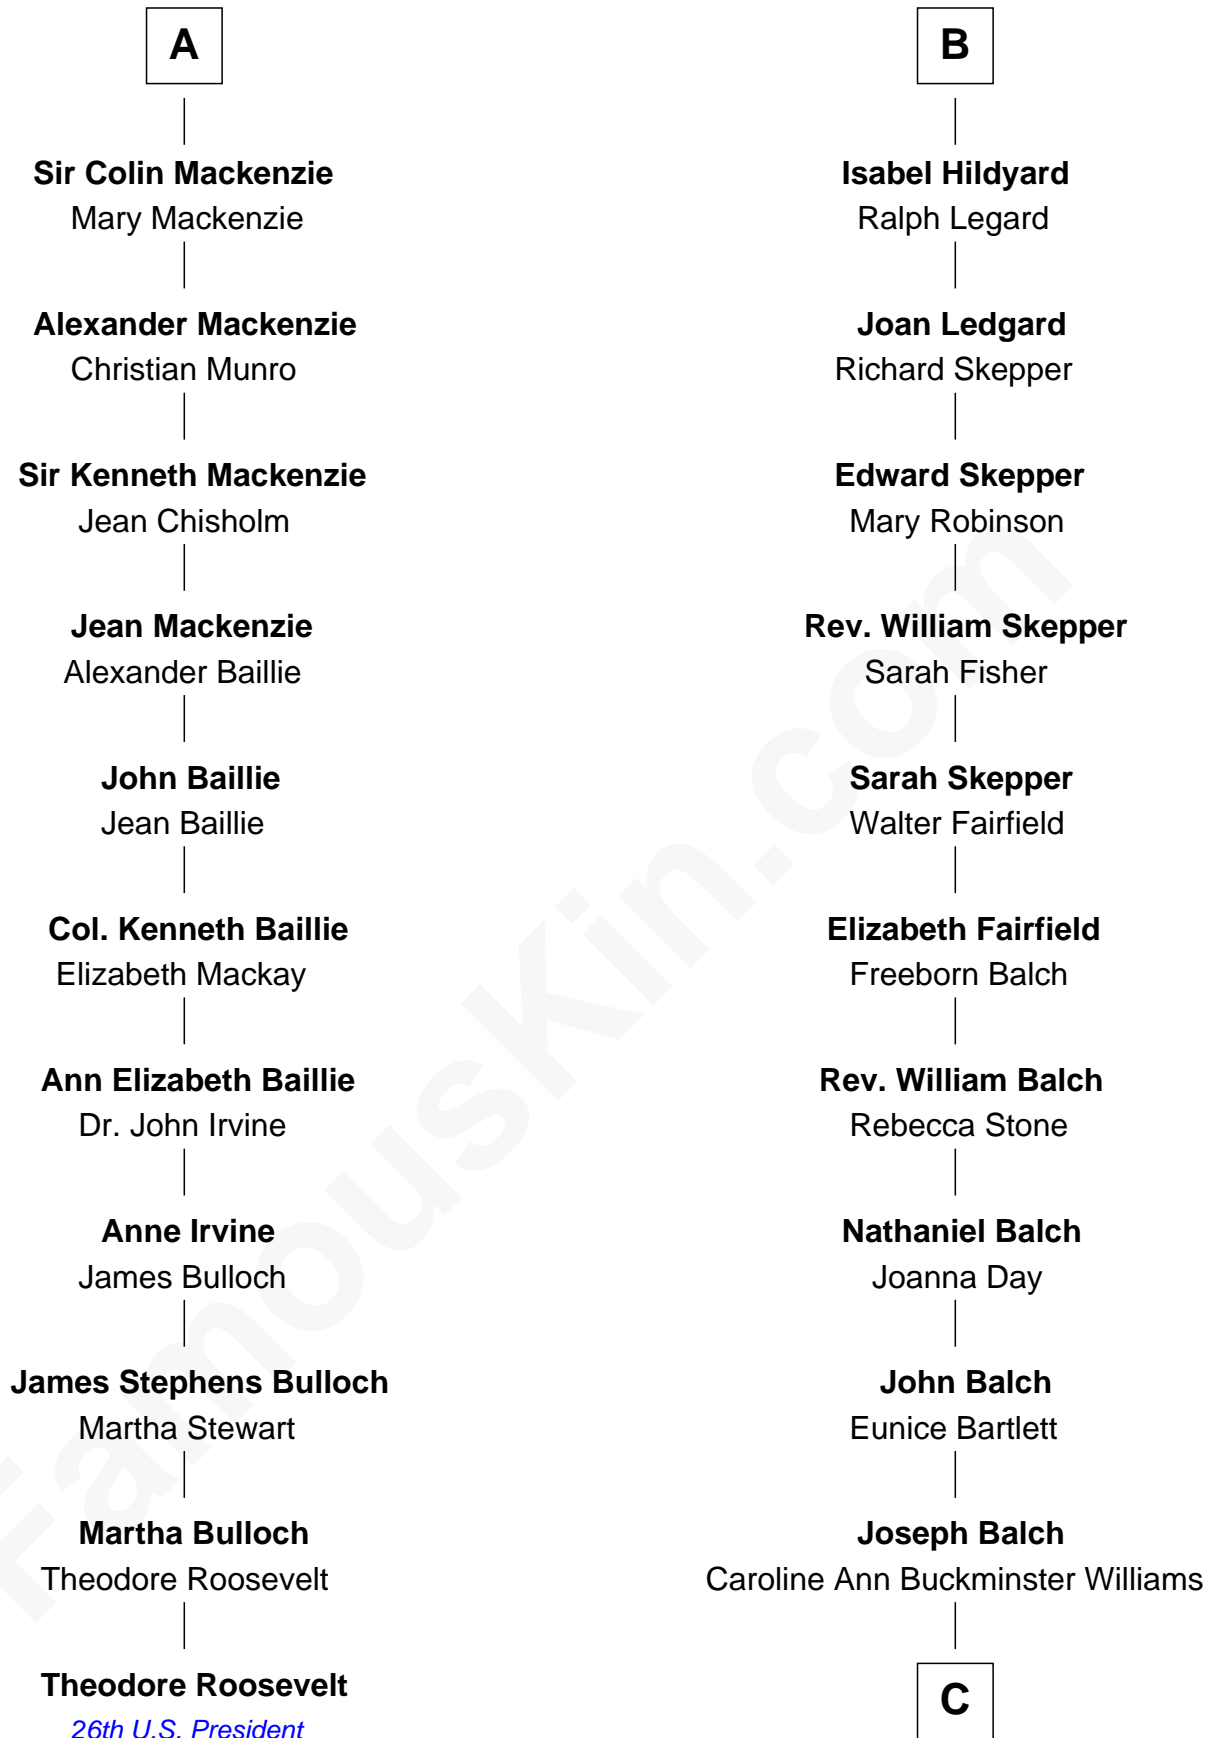 A
Sir Colin Mackenzie
Mary Mackenzie
Alexander Mackenzie
Christian Munro
Sir Kenneth Mackenzie
Jean Chisholm
Jean Mackenzie
Alexander Baillie
John Baillie
Jean Baillie
Col. Kenneth Baillie
Elizabeth Mackay
Ann Elizabeth Baillie
Dr. John Irvine
Anne Irvine
James Bulloch
James Stephens Bulloch
Martha Stewart
Martha Bulloch
Theodore Roosevelt
Theodore Roosevelt
26th U.S. President
B
Isabel Hildyard
Ralph Legard
Joan Ledgard
Richard Skepper
Edward Skepper
Mary Robinson
Rev. William Skepper
Sarah Fisher
Sarah Skepper
Walter Fairfield
Elizabeth Fairfield
Freeborn Balch
Rev. William Balch
Rebecca Stone
Nathaniel Balch
Joanna Day
John Balch
Eunice Bartlett
Joseph Balch
Caroline Ann Buckminster Williams
C
FamousKin.com